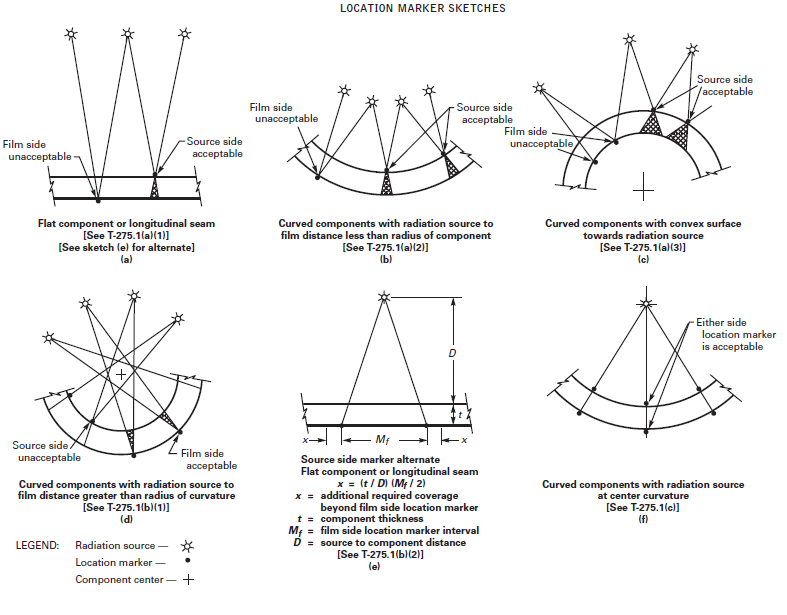 LOCATION MARKER SKETCHES
Film side
unacceptable
Source side
acceptable
Flat component or longitudinal seam
[See T-275.1(a)(1)]
[See sketch (e) for alternate]
(a)
Film side
unacceptable
Source side
acceptable
Curved components with radiation source to
film distance less than radius of component
[See T-275.1(a)(2)]
(b)
Source side
acceptable
Film side
unacceptable
Curved components with convex surface
towards radiation source
[See T-275.1(a)(3)]
(c)
Source side
unacceptable
Film side
acceptable
Curved components with radiation source to
film distance greater than radius of curvature
[See T-275.1(b)(1)]
(d)
D
t
x
Mf
x
Source side marker alternate
Flat component or longitudinal seam
x = (t / D) (Mf / 2)
x = additional required coverage
beyond film side location marker
t = component thickness
Mf = film side location marker interval
D = source to component distance
[See T-275.1(b)(2)]
(e)
Either side
location marker
is acceptable
Curved components with radiation source
at center curvature
[See T-275.1(c)]
(f)
LEGEND: Radiation source —
Location marker —
Component center —